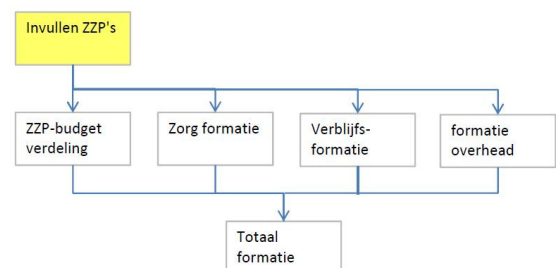 Invullen ZZP's
ZZP-budget
verdeling
Zorg formatie
Verblijfs-
formatie
formatie
overhead
Totaal
formatie